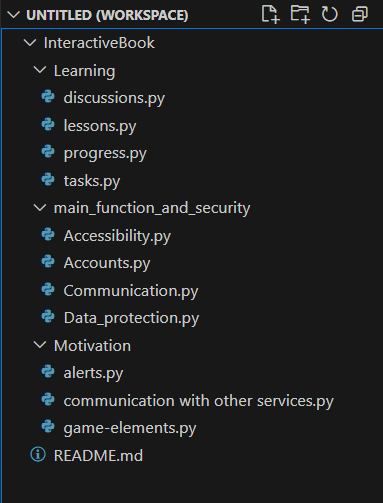 UNTITLED (WORKSPACE)
InteractiveBook
Learning
discussions.py
lessons.py
progress.py
tasks.py
main_function_and_security
Accessibility.py
Accounts.py
Communication.py
Data_protection.py
Motivation
alerts.py
communication with other services.py
game-elements.py
README.md